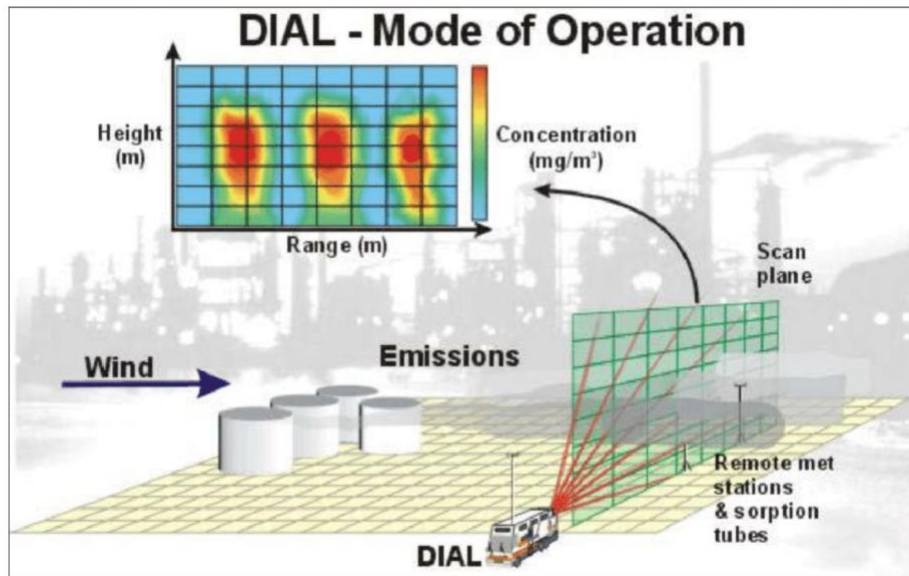 DIAL - Mode of Operation
Height
(m)
Concentration
(mg/m³)
Range (m)
Scan
plane
Wind
Emissions
Remote met
stations
& sorption
tubes
DIAL